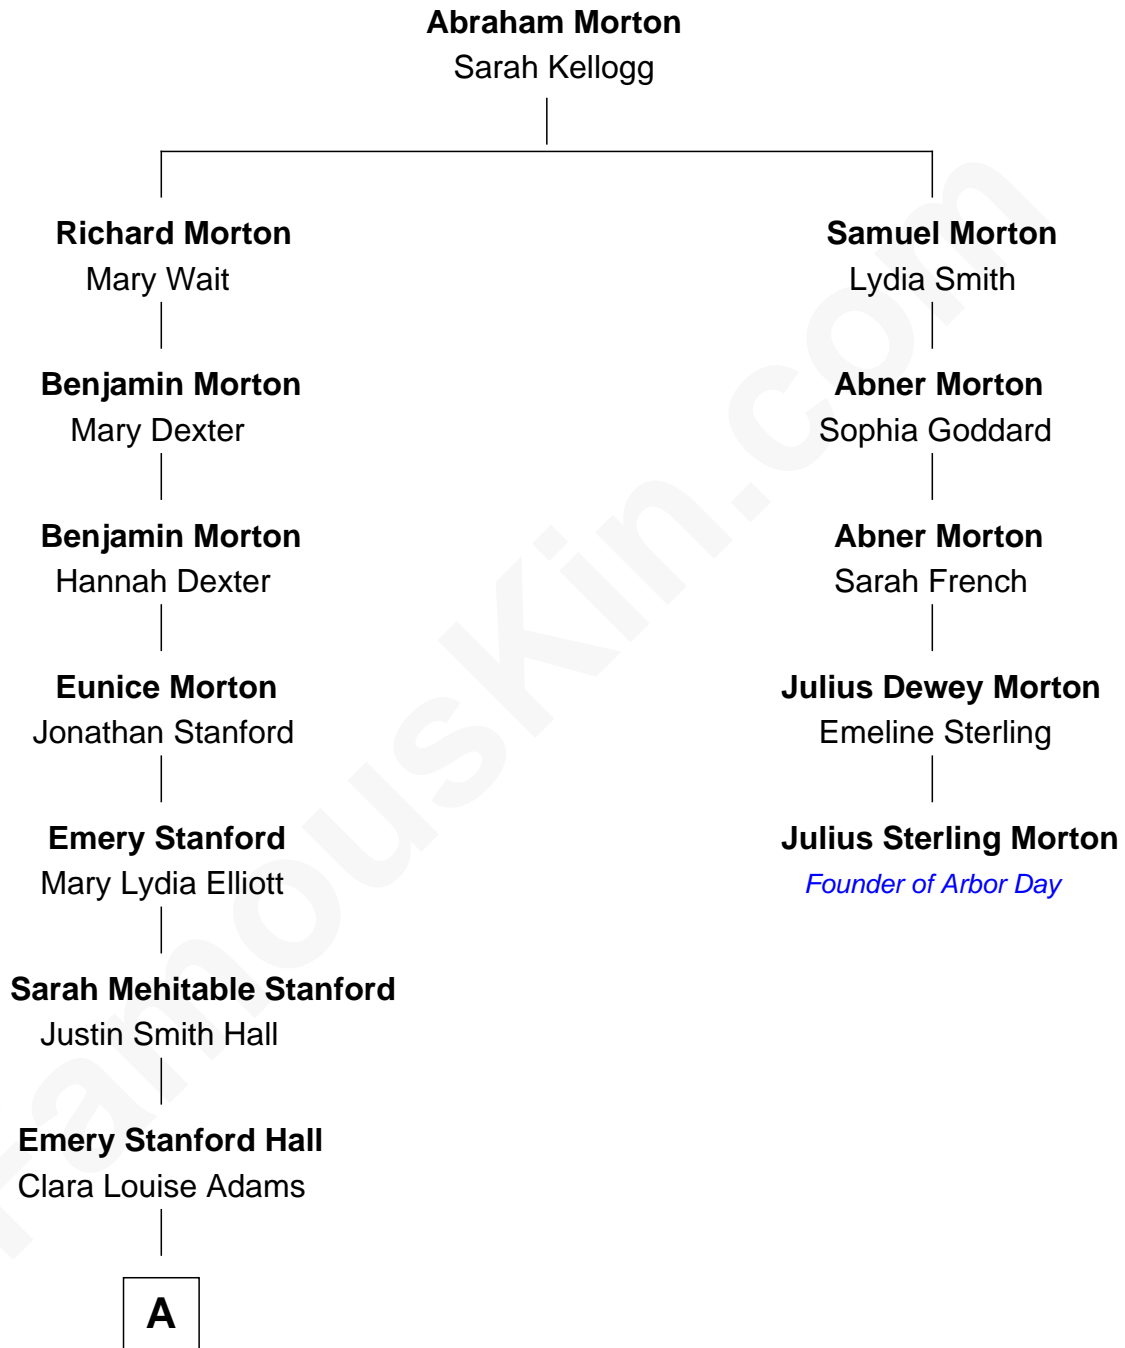 Abraham Morton
Sarah Kellogg
Richard Morton
Mary Wait
Benjamin Morton
Mary Dexter
Benjamin Morton
Hannah Dexter
Eunice Morton
Jonathan Stanford
Emery Stanford
Mary Lydia Elliott
Sarah Mehitable Stanford
Justin Smith Hall
Emery Stanford Hall
Clara Louise Adams
A
Samuel Morton
Lydia Smith
Abner Morton
Sophia Goddard
Abner Morton
Sarah French
Julius Dewey Morton
Emeline Sterling
Julius Sterling Morton
Founder of Arbor Day
FamousKin.com